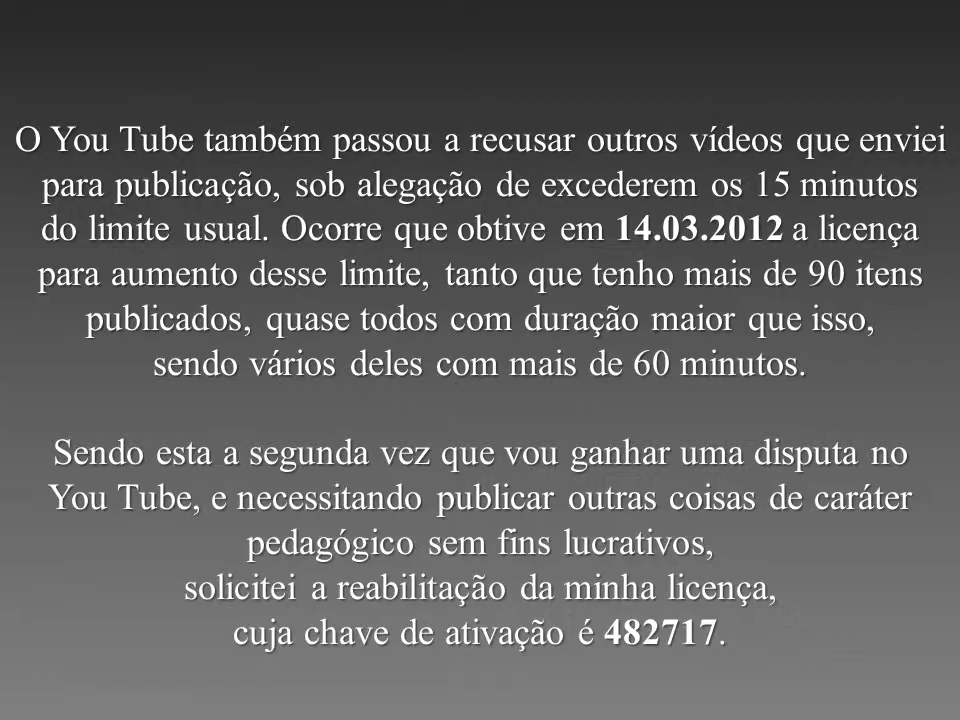 O You Tube também passou a recusar outros vídeos que enviei
para publicação, sob alegação de excederem os 15 minutos
do limite usual. Ocorre que obtive em 14.03.2012 a licença
para aumento desse limite, tanto que tenho mais de 90 itens
publicados, quase todos com duração maior que isso,
sendo vários deles com mais de 60 minutos.
Sendo esta a segunda vez que vou ganhar uma disputa no
You Tube, e necessitando publicar outras coisas de caráter
pedagógico sem fins lucrativos,
solicitei a reabilitação da minha licença,
cuja chave de ativação é 482717.